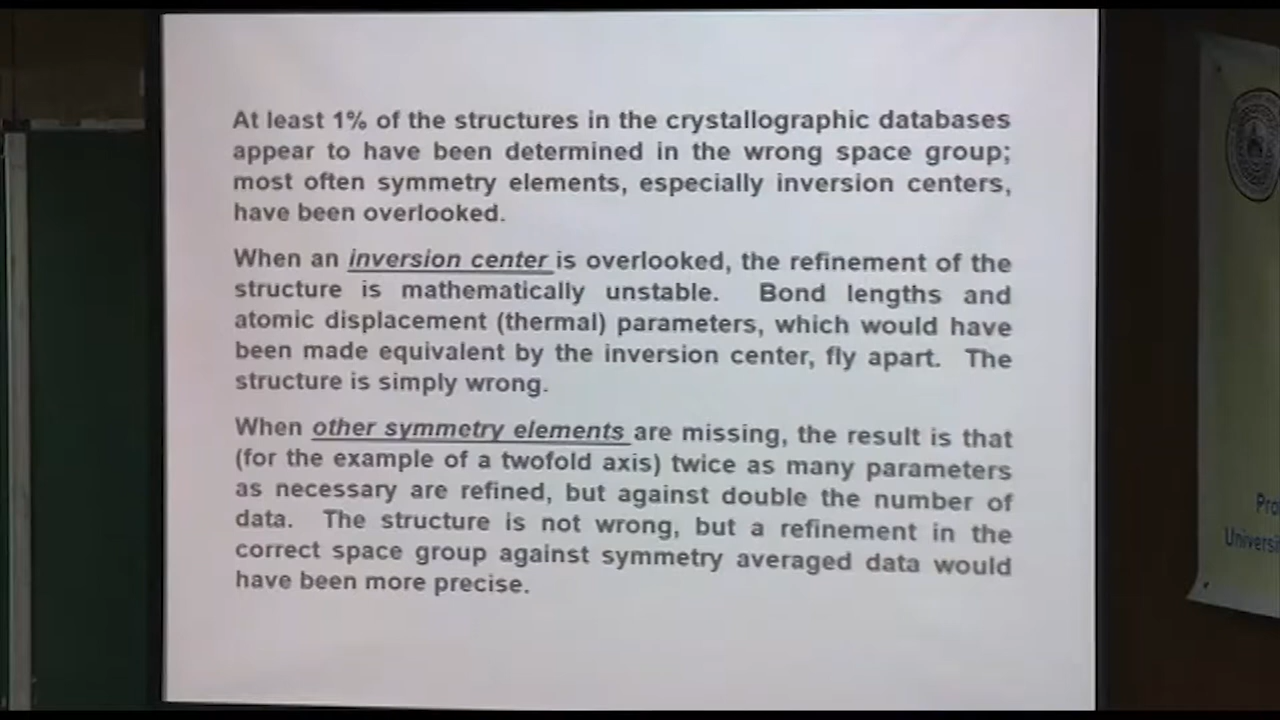 At least 1% of the structures in the crystallographic databases
appear to have been determined in the wrong space group;
most often symmetry elements, especially inversion centers,
have been overlooked.
When an inversion center is overlooked, the refinement of the
structure is mathematically unstable. Bond lengths and
atomic displacement (thermal) parameters, which would have
been made equivalent by the inversion center, fly apart. The
structure is simply wrong.
When other symmetry elements are missing, the result is that
(for the example of a twofold axis) twice as many parameters
as necessary are refined, but against double the number of
data. The structure is not wrong, but a refinement in the
correct space group against symmetry averaged data would
have been more precise.
Pro
Universi